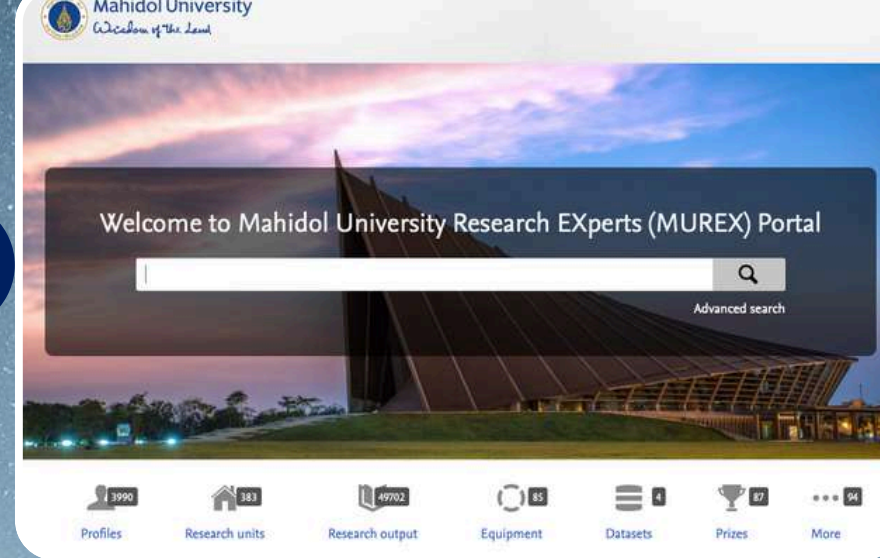 Mahidol University
Wisdom of the Land
Welcome to Mahidol University Research EXperts (MUREX) Portal
Advanced search
3990
383
49702
85
4
87
94
Profiles
Research units
Research output
Equipment
Datasets
Prizes
More